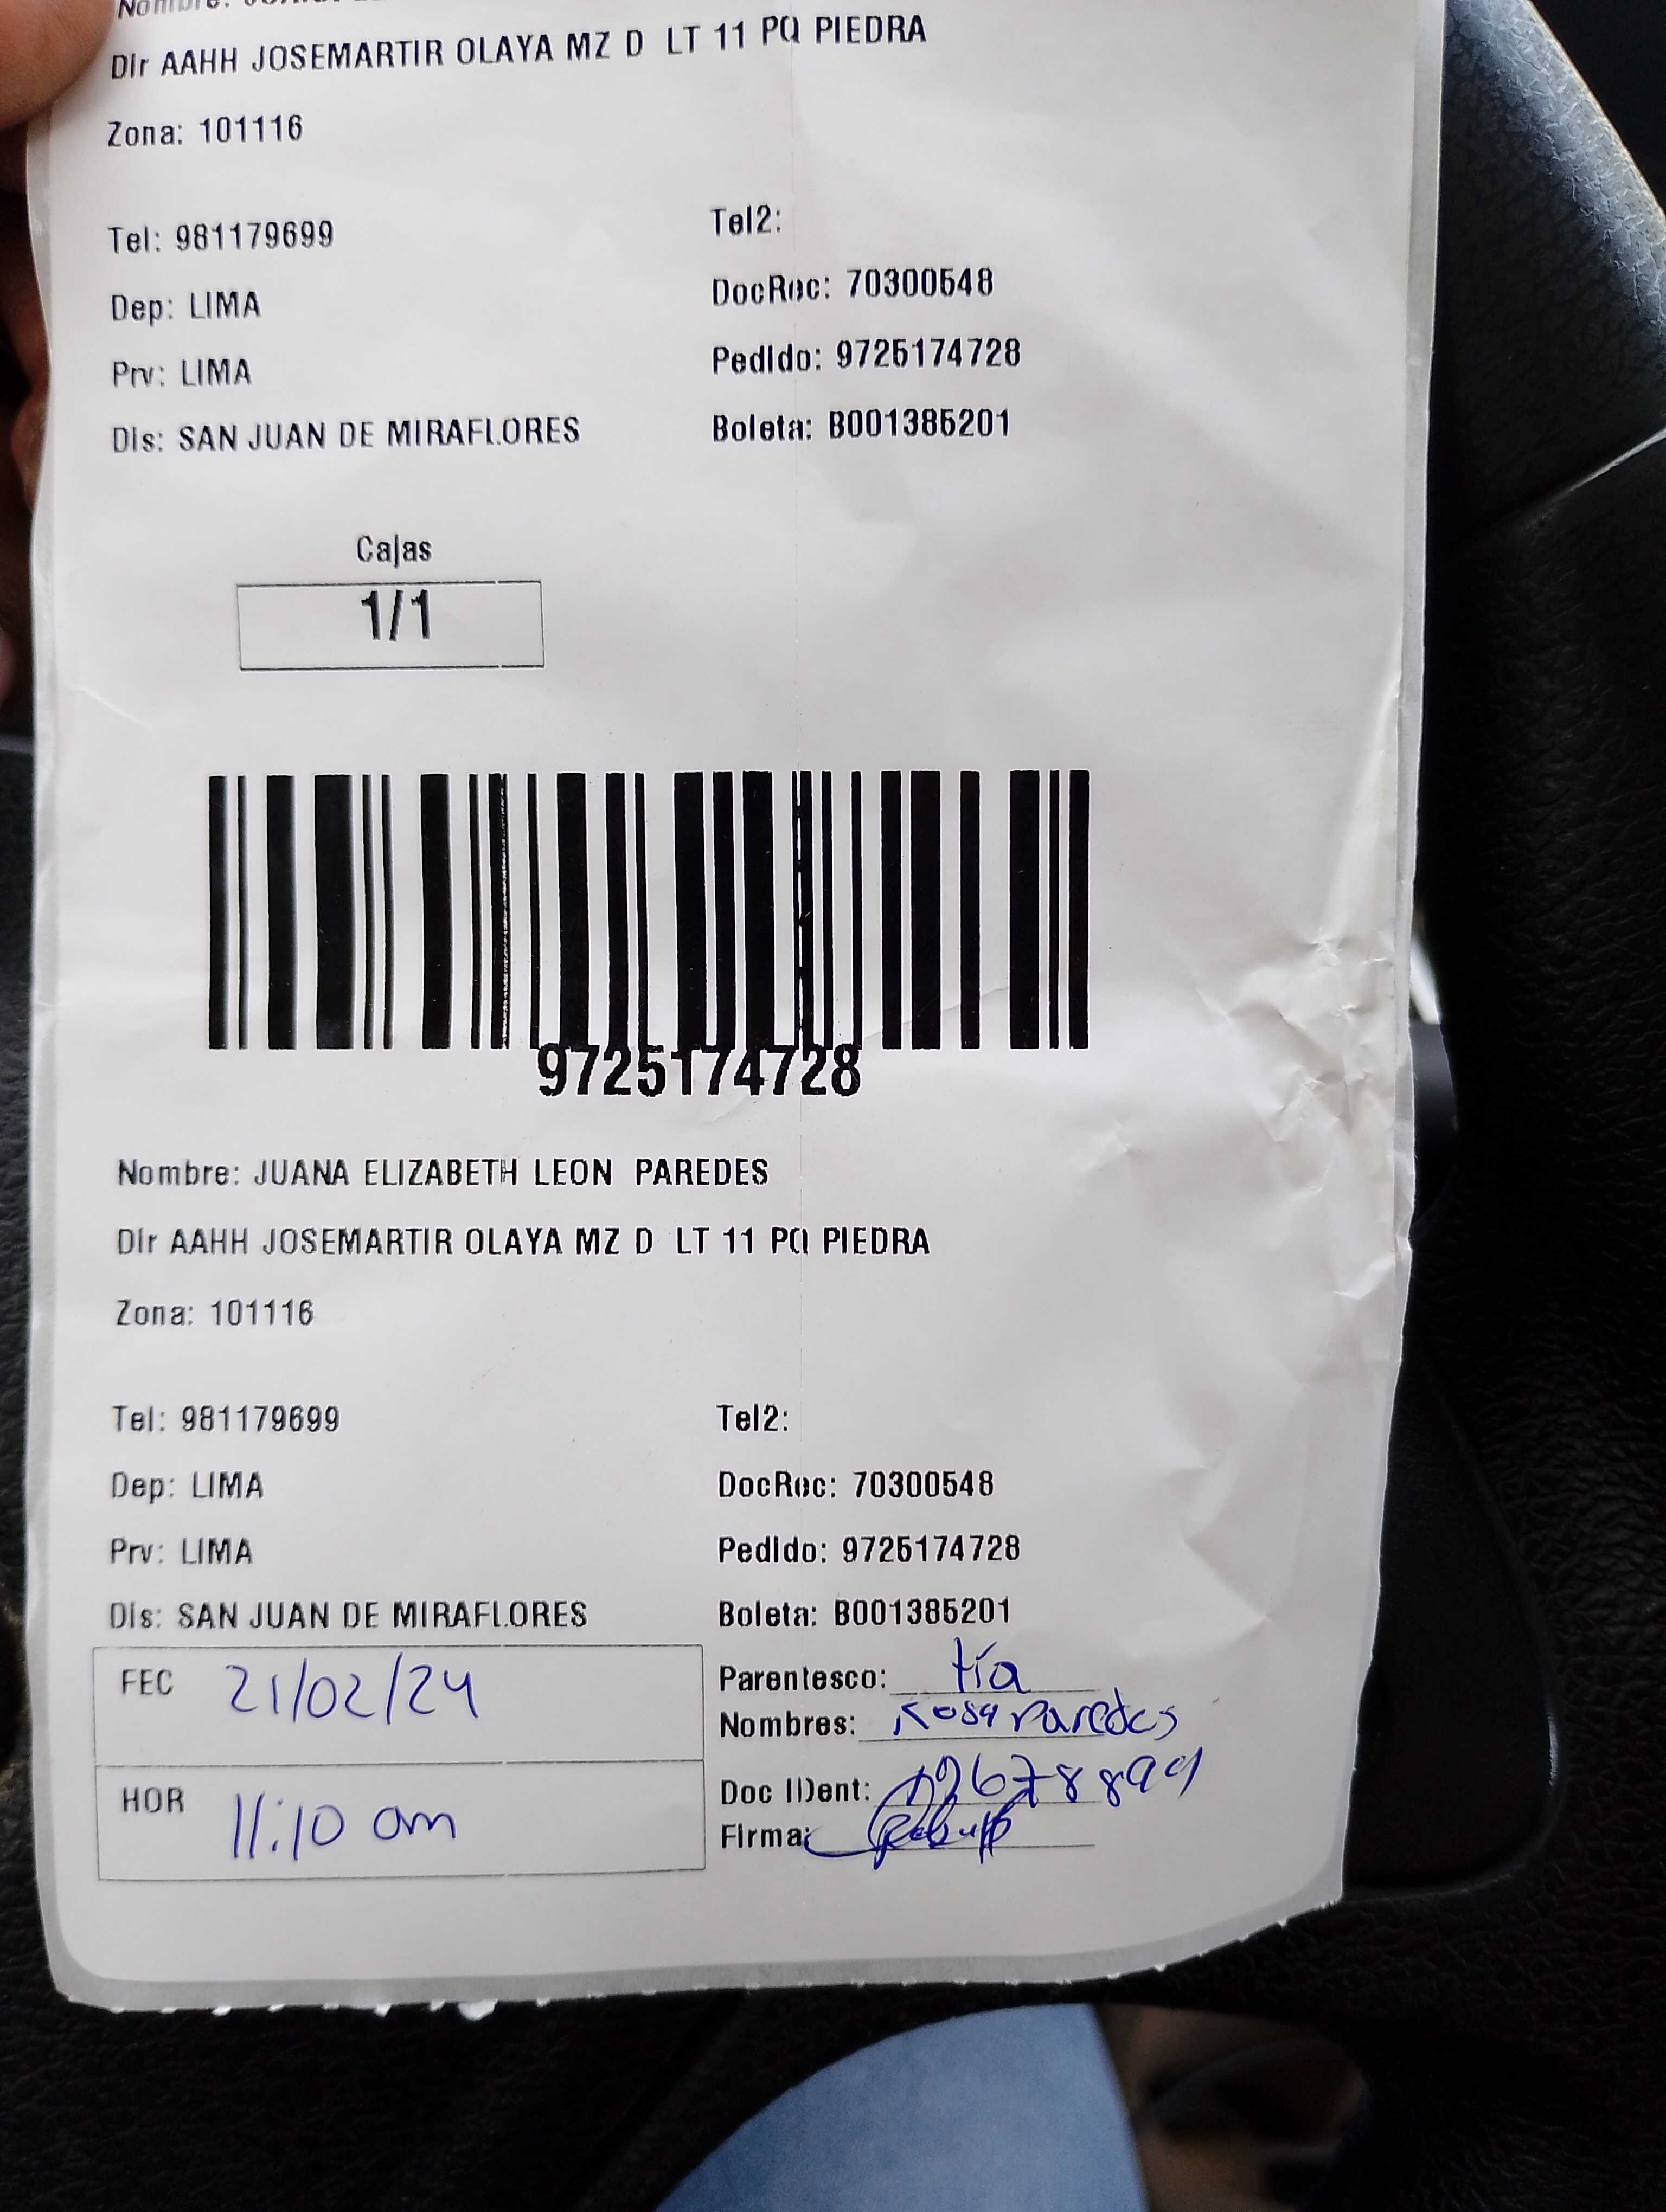 Nombre:
Dir AAHH JOSEMARTIR OLAYA MZ D LT 11 PQ PIEDRA
Zona: 101116
Tel: 981179699
Tel2:
Dep: LIMA
DocRec: 70300548
Prv: LIMA
Pedido: 9725174728
Dis: SAN JUAN DE MIRAFLORES
Boleta: B001385201
Cajas
1/1
9725174728
Nombre: JUANA ELIZABETH LEON PAREDES
Dir AAHH JOSEMARTIR OLAYA MZ D LT 11 PQ PIEDRA
Zona: 101116
Tel: 981179699
Tel2:
Dep: LIMA
DocRec: 70300548
Prv: LIMA
Pedido: 9725174728
Dis: SAN JUAN DE MIRAFLORES
Boleta: B001385201
FEC 21/02/24
Parentesco: tía
Nombres: Rosa Paredes
HOR 11:10 am
Doc IDent:
Firma: